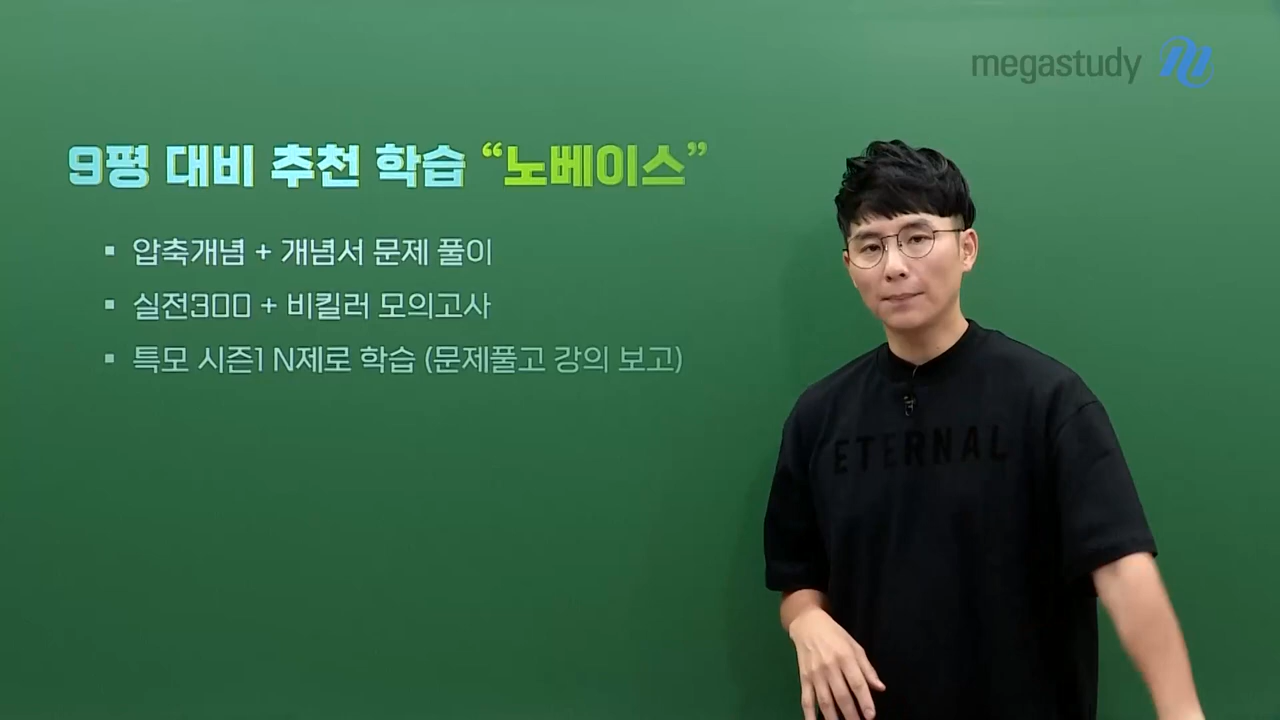 megastudy
9평 대비 추천 학습 “노베이스”
▪ 압축개념 + 개념서 문제 풀이
▪ 실전300 + 비킬러 모의고사
▪ 특모 시즌1 N제로 학습 (문제풀고 강의 보고)
ETERNAL